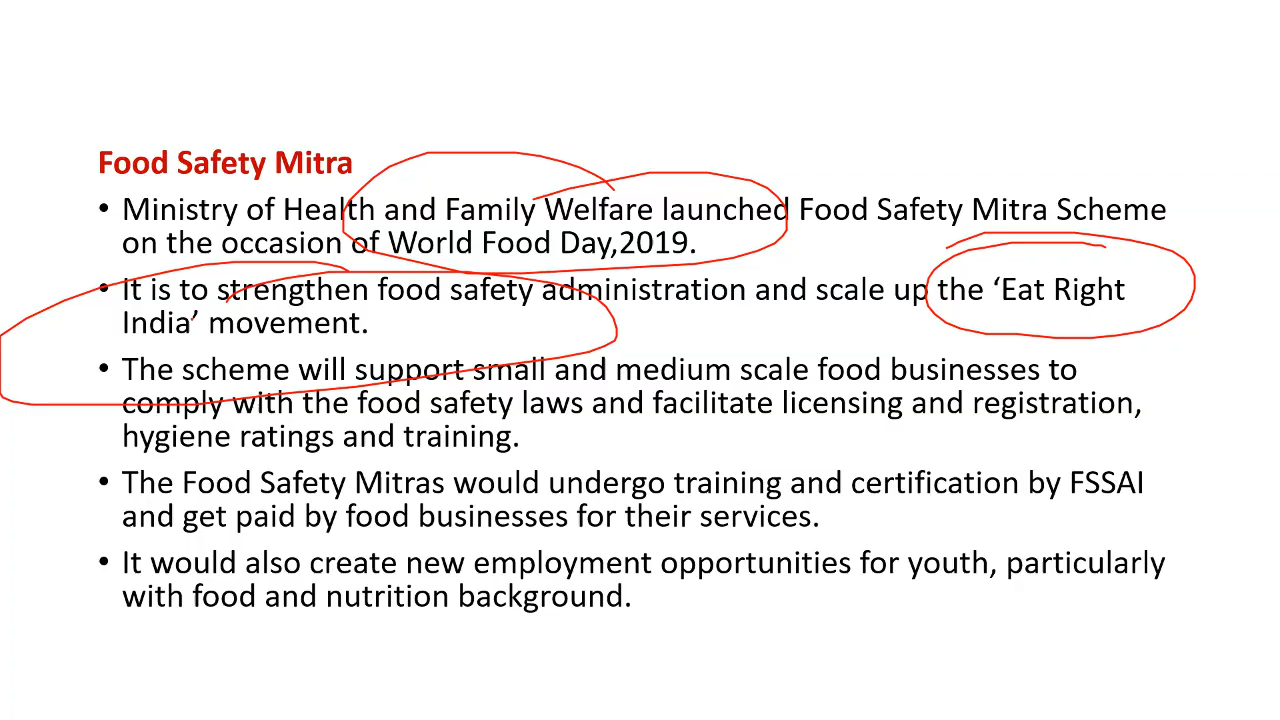 Food Safety Mitra
• Ministry of Health and Family Welfare launched Food Safety Mitra Scheme
on the occasion of World Food Day,2019.
• It is to strengthen food safety administration and scale up the ‘Eat Right
India’ movement.
• The scheme will support small and medium scale food businesses to
comply with the food safety laws and facilitate licensing and registration,
hygiene ratings and training.
• The Food Safety Mitras would undergo training and certification by FSSAI
and get paid by food businesses for their services.
• It would also create new employment opportunities for youth, particularly
with food and nutrition background.